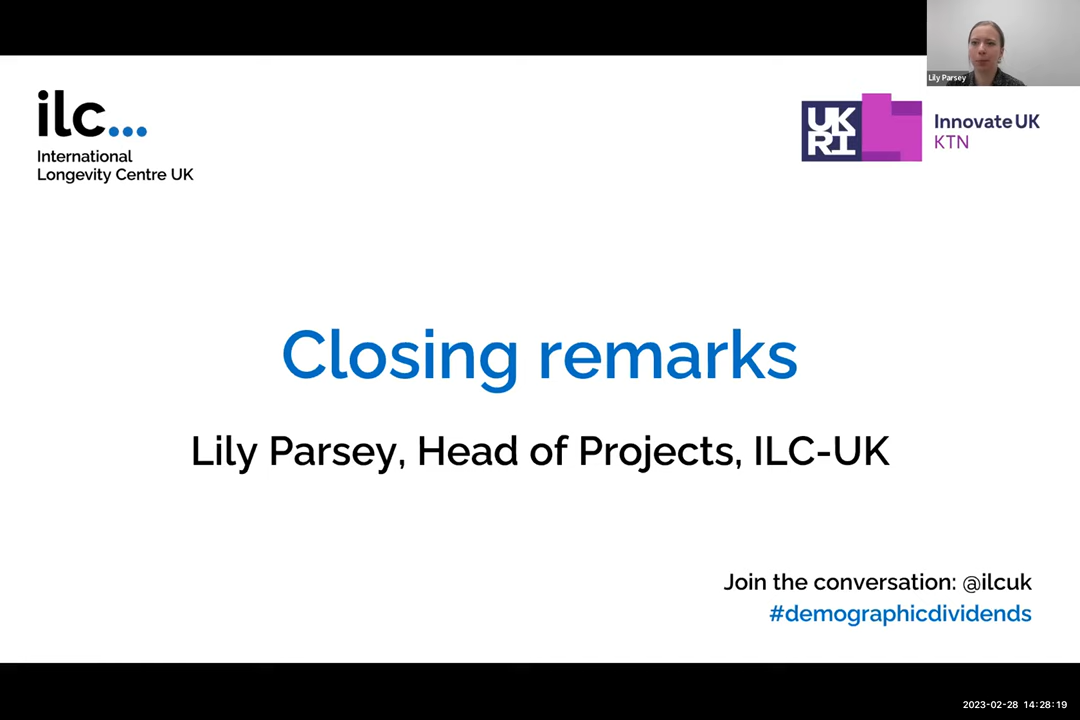 Lily Parsey
ilc...
International
Longevity Centre UK
UK
RI
Innovate UK
KTN
Closing remarks
Lily Parsey, Head of Projects, ILC-UK
Join the conversation: @ilcuk
#demographicdividends
2023-02-28 14:28:19